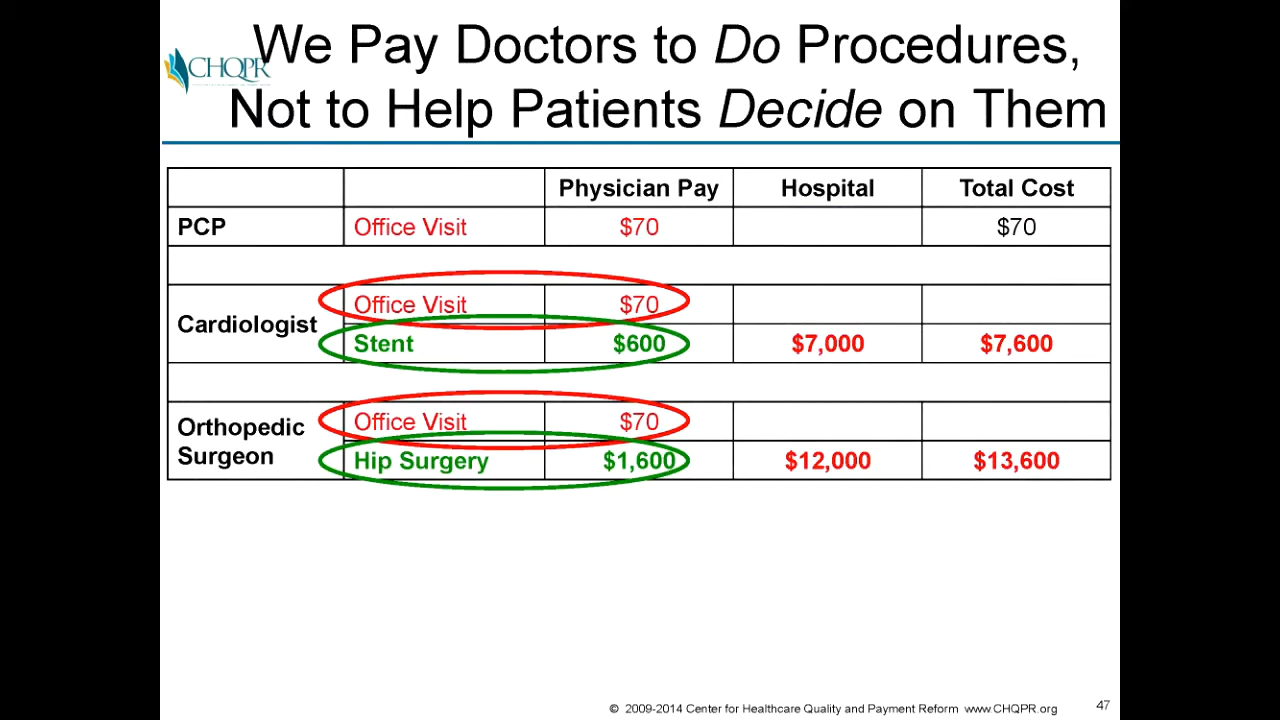 We Pay Doctors to Do Procedures,
CHQPR
Not to Help Patients Decide on Them
Physician Pay Hospital Total Cost
PCP Office Visit $70 $70
Office Visit $70
Cardiologist
Stent $600 $7,000 $7,600
Office Visit $70
Orthopedic
Surgeon
Hip Surgery $1,600 $12,000 $13,600
© 2009-2014 Center for Healthcare Quality and Payment Reform www.CHQPR.org
47